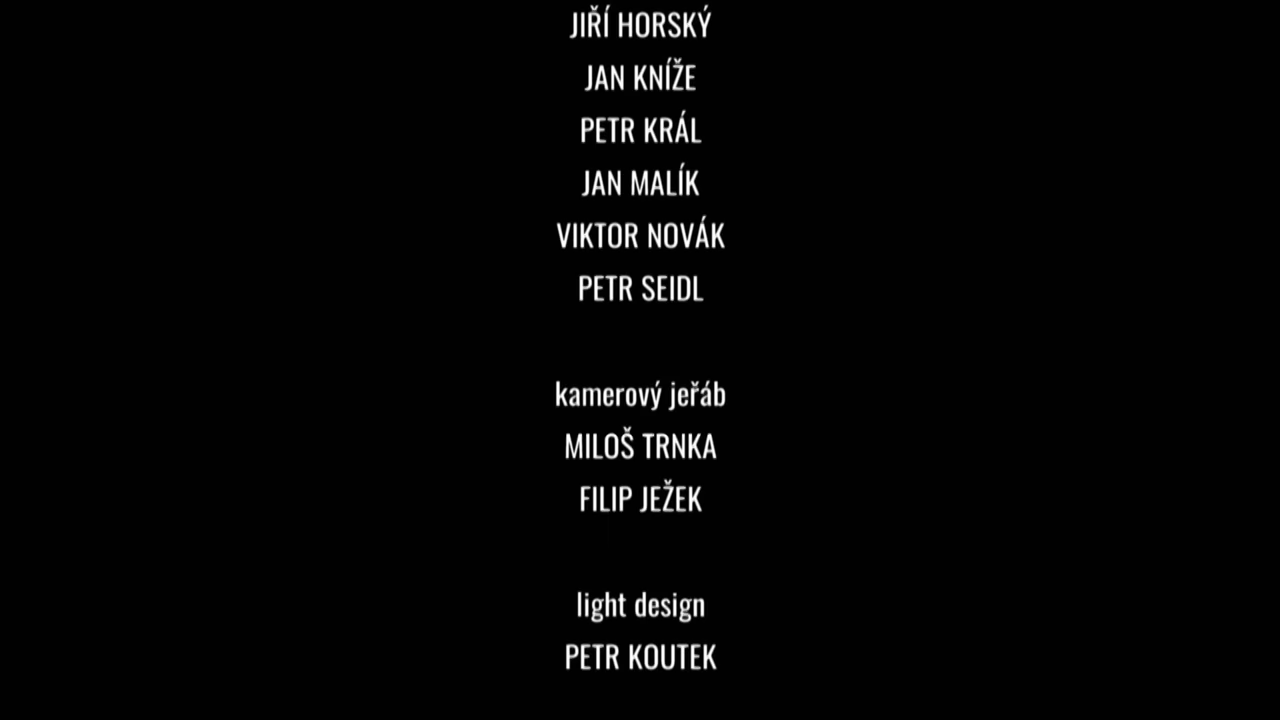 JIŘÍ HORSKÝ
JAN KNÍŽE
PETR KRÁL
JAN MALÍK
VIKTOR NOVÁK
PETR SEIDL
kamerový jeřáb
MILOŠ TRNKA
FILIP JEŽEK
light design
PETR KOUTEK